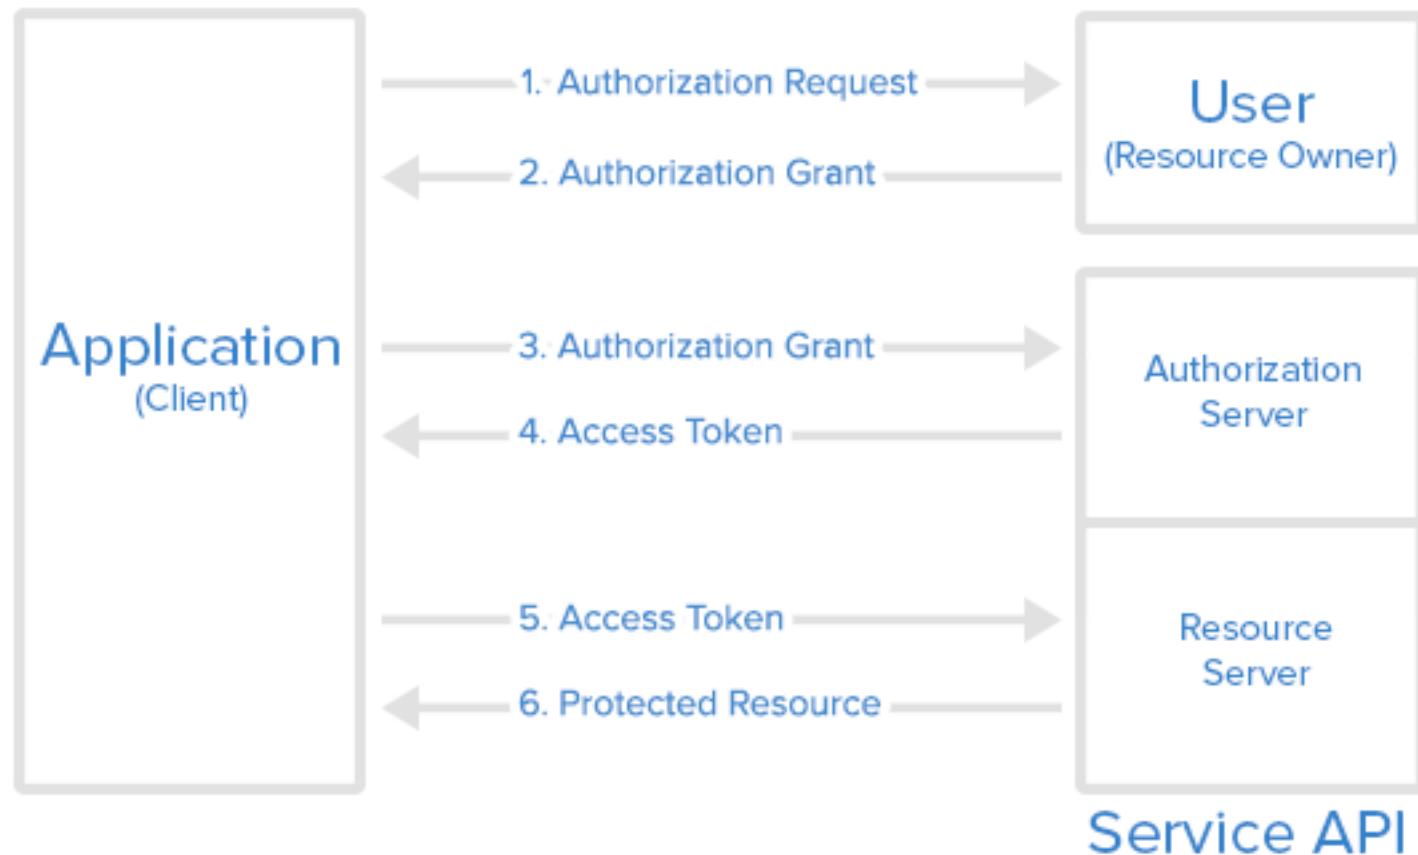 1. Authorization Request
User
(Resource Owner)
2. Authorization Grant
Application
(Client)
3. Authorization Grant
Authorization
Server
4. Access Token
5. Access Token
Resource
Server
6. Protected Resource
Service API